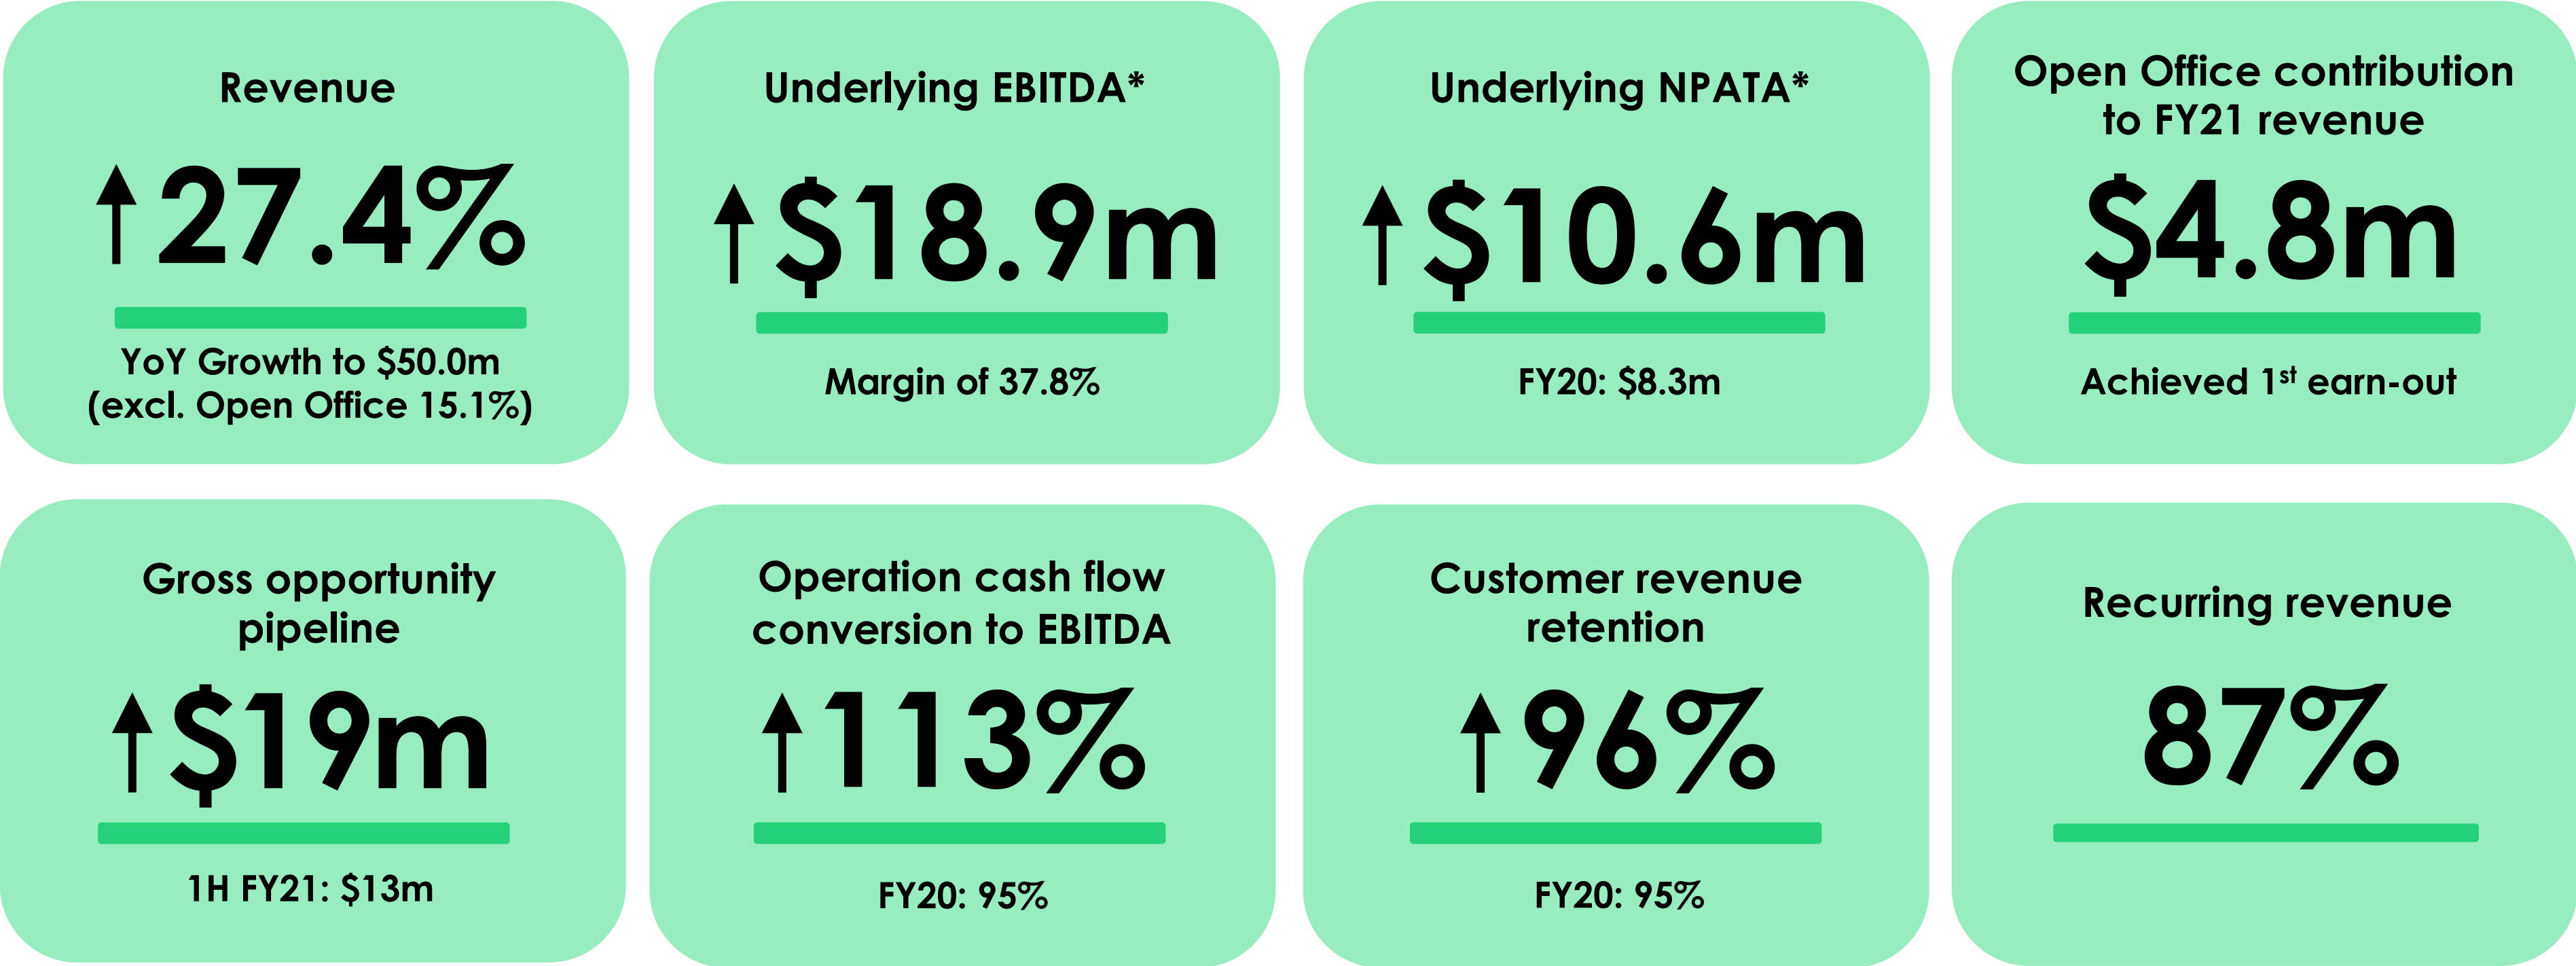 Revenue
↑27.4%
YoY Growth to $50.0m
(excl. Open Office 15.1%)
Underlying EBITDA*
↑$18.9m
Margin of 37.8%
Underlying NPATA*
↑$10.6m
FY20: $8.3m
Open Office contribution
to FY21 revenue
$4.8m
Achieved 1st earn-out
Gross opportunity
pipeline
↑$19m
1H FY21: $13m
Operation cash flow
conversion to EBITDA
↑113%
FY20: 95%
Customer revenue
retention
↑96%
FY20: 95%
Recurring revenue
87%